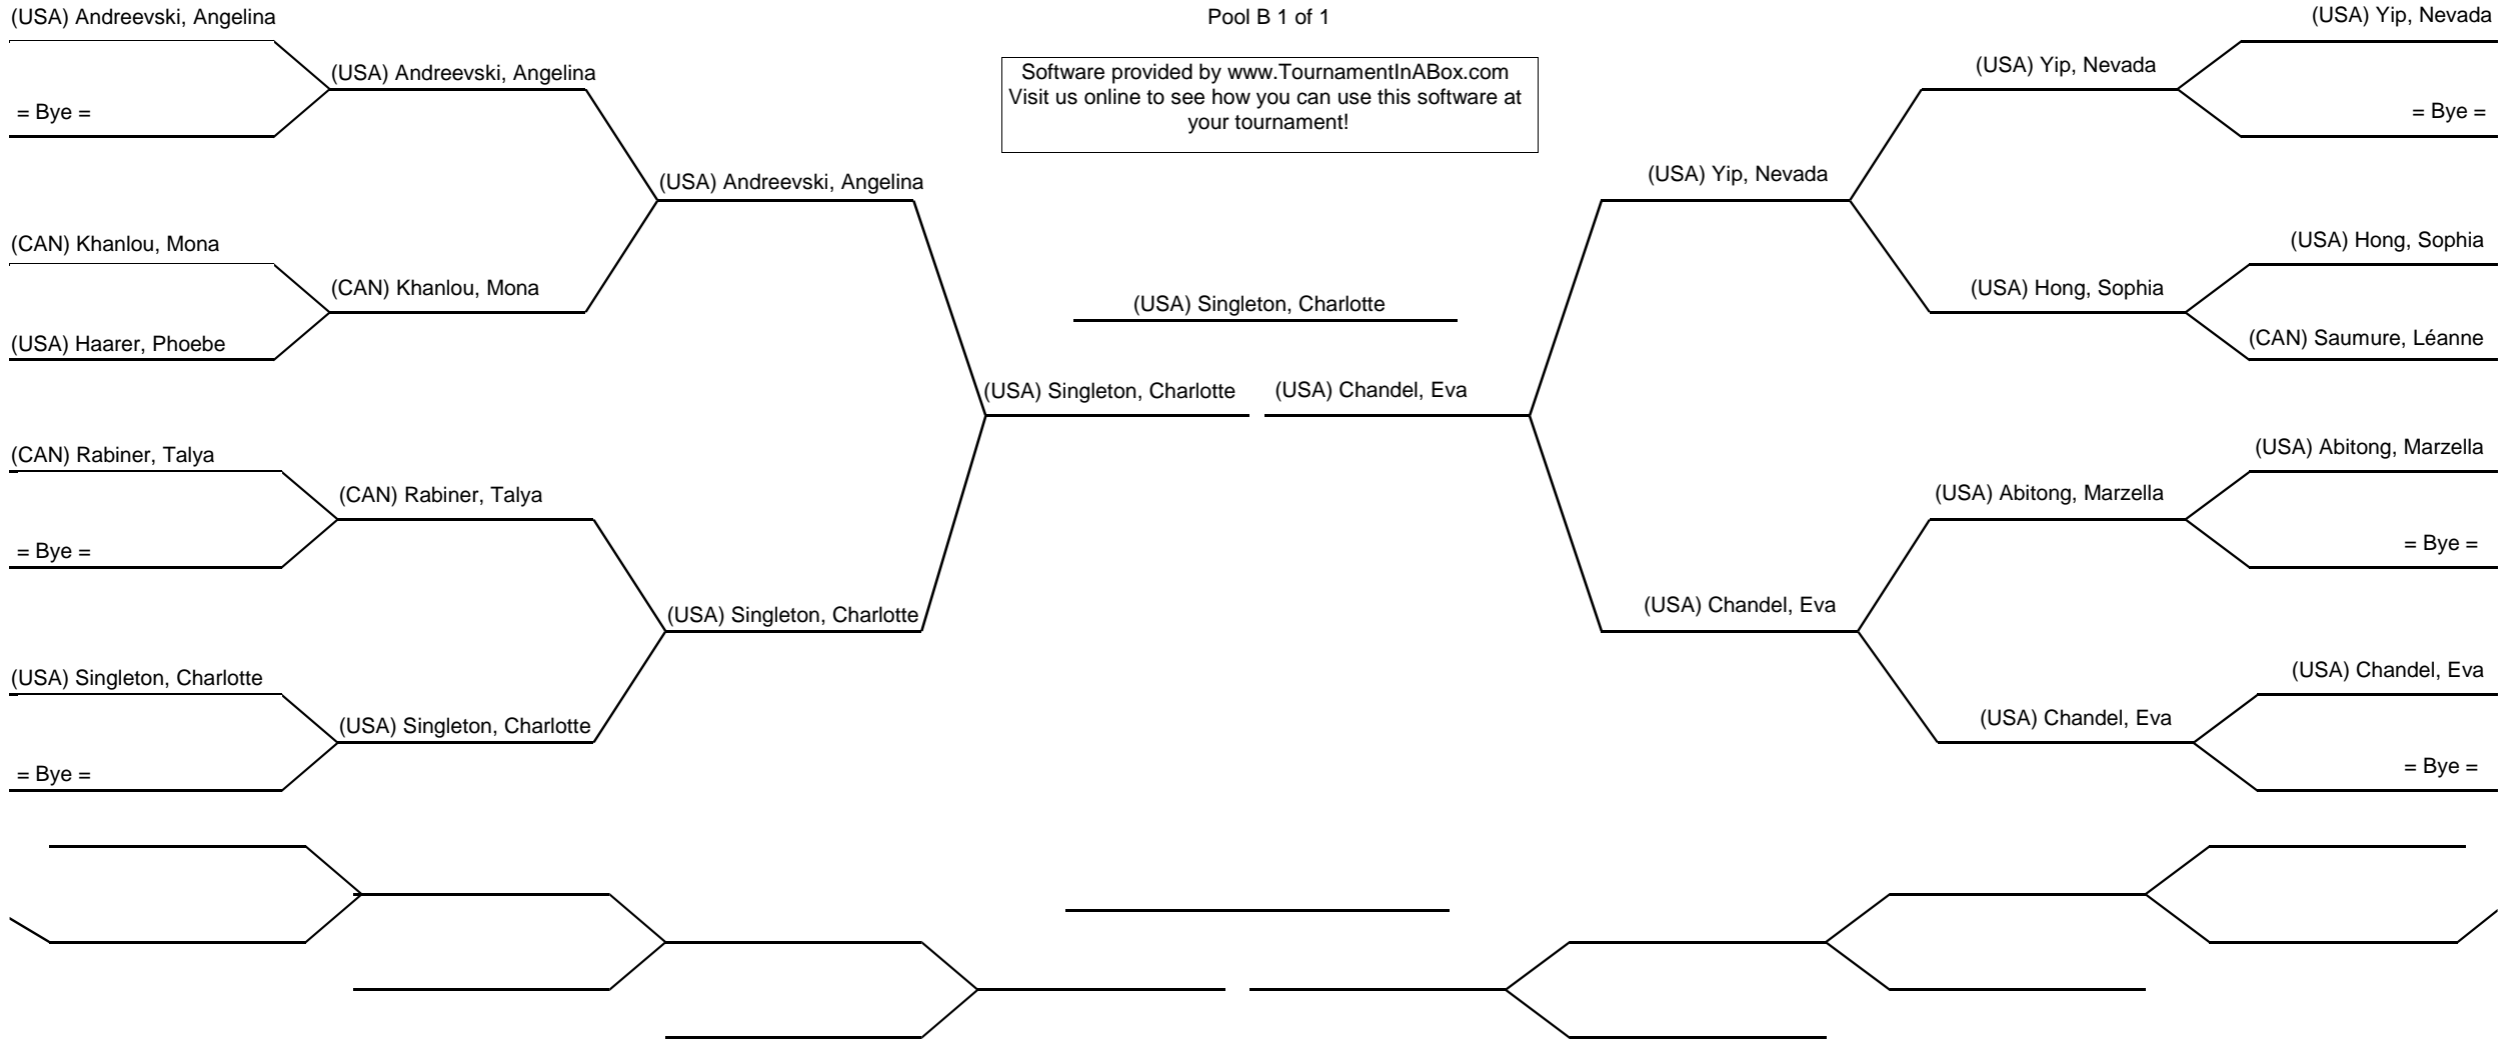 (USA) Andreevski, Angelina
Pool B 1 of 1
(USA) Yip, Nevada
Software provided by www.TournamentInABox.com
Visit us online to see how you can use this software at
your tournament!
(USA) Andreevski, Angelina
(USA) Yip, Nevada
= Bye =
= Bye =
(USA) Andreevski, Angelina
(USA) Yip, Nevada
(CAN) Khanlou, Mona
(USA) Hong, Sophia
(CAN) Khanlou, Mona
(USA) Singleton, Charlotte
(USA) Hong, Sophia
(USA) Haarer, Phoebe
(CAN) Saumure, Léanne
(USA) Singleton, Charlotte
(USA) Chandel, Eva
(CAN) Rabiner, Talya
(USA) Abitong, Marzella
(CAN) Rabiner, Talya
(USA) Abitong, Marzella
= Bye =
= Bye =
(USA) Singleton, Charlotte
(USA) Chandel, Eva
(USA) Singleton, Charlotte
(USA) Chandel, Eva
(USA) Singleton, Charlotte
(USA) Chandel, Eva
= Bye =
= Bye =